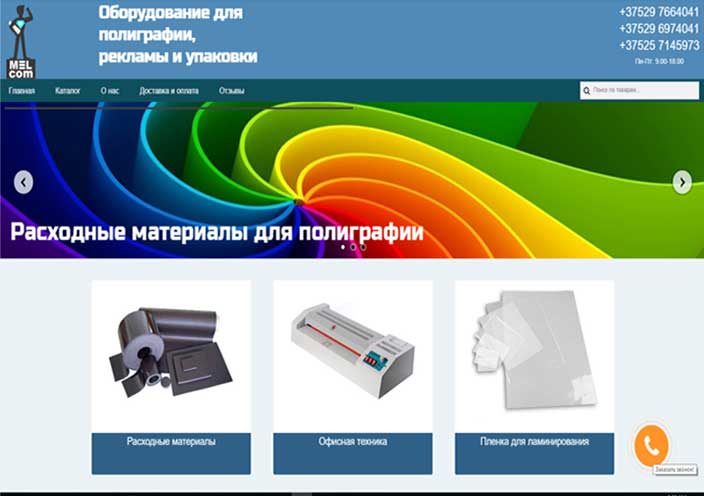 Оборудование для
полиграфии,
рекламы и упаковки
MEL
com
+37529 7664041
+37529 6974041
+37525 7145973
Пн-Пт: 9.00-18.00
Главная Каталог О нас Доставка и оплата Отзывы
Поиск по товарам...
Расходные материалы для полиграфии
Расходные материалы Офисная техника Пленка для ламинирования
Заказать звонок!